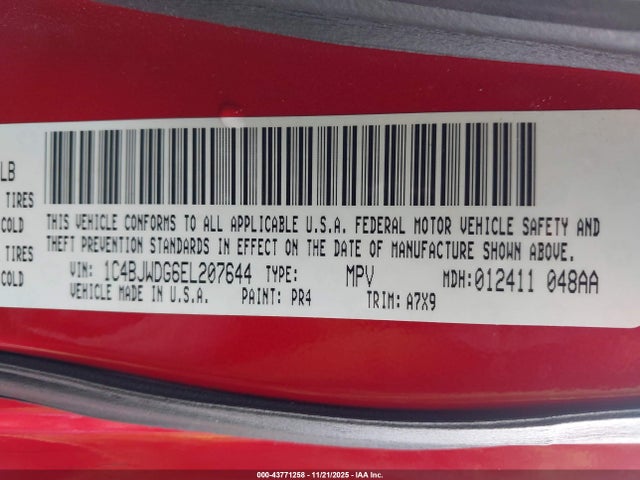 LB
TIRES
COLD
TIRES
COLD
THIS VEHICLE CONFORMS TO ALL APPLICABLE U.S.A. FEDERAL MOTOR VEHICLE SAFETY AND
THEFT PREVENTION STANDARDS IN EFFECT ON THE DATE OF MANUFACTURE SHOWN ABOVE.
VIN: 1C4BJWDG6EL207644 TYPE: MPV MDH:012411 048AA
VEHICLE MADE IN U.S.A. PAINT: PR4 TRIM: A7X9
000-43771258 - 11/21/2025 - IAA Inc.